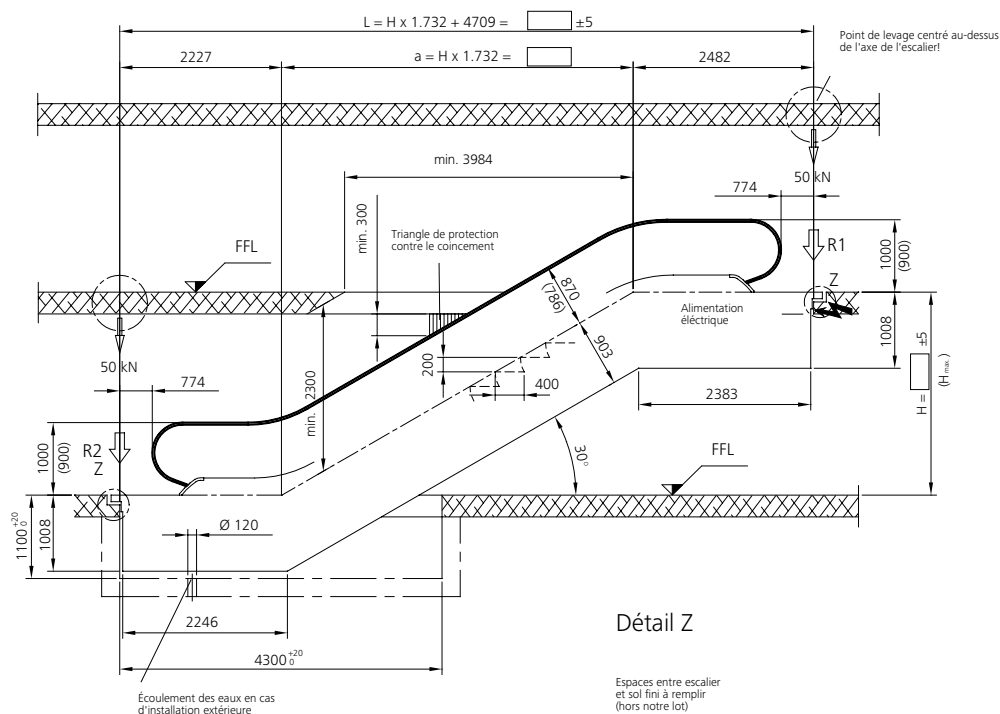 L = H x 1.732 + 4709 = ±5
Point de levage centré au-dessus
de l'axe de l'escalier!
2227
a = H x 1.732 =
2482
min. 3984
774
50 kN
min. 300
Triangle de protection
contre le coincement
FFL
R1
Z
1000
(900)
870
(786)
Alimentation
éléctrique
1008
50 kN
774
min. 2300
200
903
400
2383
H = ±5
(H max.)
R2
Z
1000
(900)
30°
FFL
1100 +20 0
1008
Ø 120
2246
Détail Z
4300 +20 0
Écoulement des eaux en cas
d'installation extérieure
Espaces entre escalier
et sol fini à remplir
(hors notre lot)